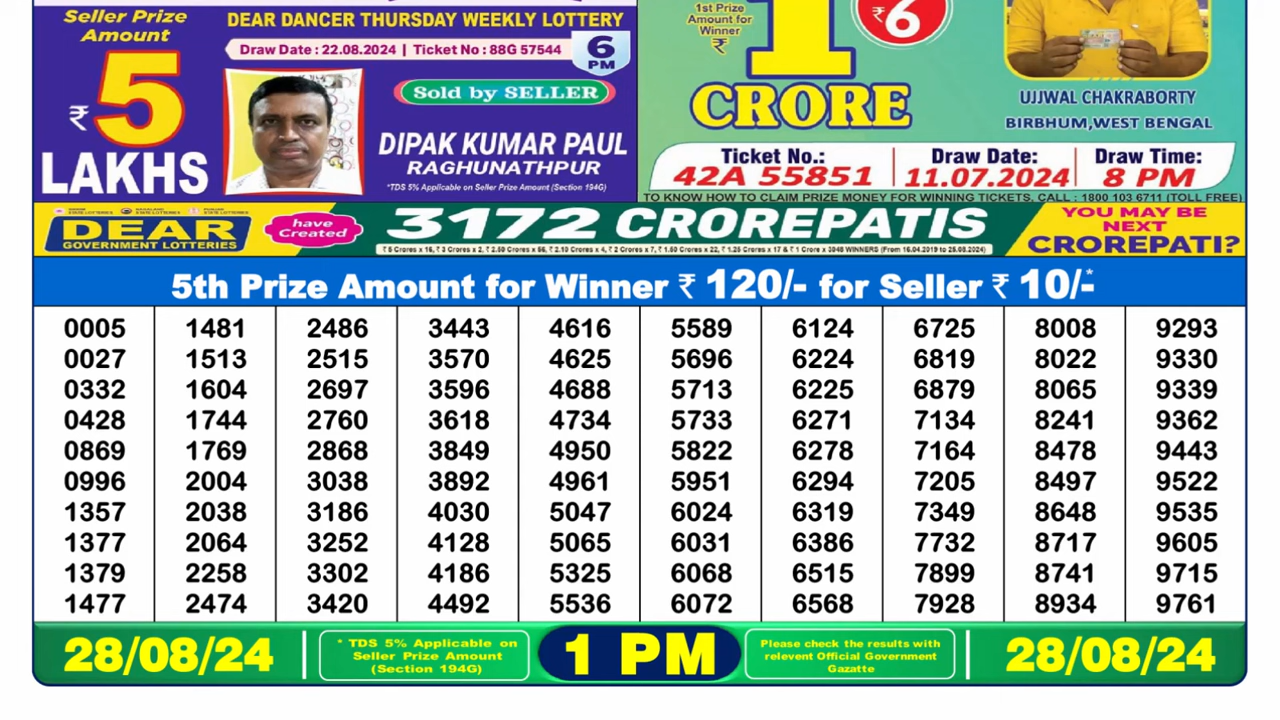 Seller Prize
Amount
₹ 5
LAKHS
DEAR DANCER THURSDAY WEEKLY LOTTERY
Draw Date : 22.08.2024 | Ticket No : 88G 57544
6
PM
Sold by SELLER
DIPAK KUMAR PAUL
RAGHUNATHPUR
*TDS 5% Applicable on Seller Prize Amount (Section 194G)
1st Prize
Amount for
Winner
₹
1
CRORE
₹6
UJJWAL CHAKRABORTY
BIRBHUM,WEST BENGAL
Ticket No.: Draw Date: Draw Time:
42A 55851 11.07.2024 8 PM
TO KNOW HOW TO CLAIM PRIZE MONEY FOR WINNING TICKETS, CALL : 1800 103 6711 (TOLL FREE)
STATE LOTTERIES STATE LOTTERIES STATE LOTTERIES
DEAR
GOVERNMENT LOTTERIES
have
Created
3172 CROREPATIS
YOU MAY BE
NEXT
CROREPATI?
5th Prize Amount for Winner ₹ 120/- for Seller ₹ 10/-*
0005 1481 2486 3443 4616 5589 6124 6725 8008 9293
0027 1513 2515 3570 4625 5696 6224 6819 8022 9330
0332 1604 2697 3596 4688 5713 6225 6879 8065 9339
0428 1744 2760 3618 4734 5733 6271 7134 8241 9362
0869 1769 2868 3849 4950 5822 6278 7164 8478 9443
0996 2004 3038 3892 4961 5951 6294 7205 8497 9522
1357 2038 3186 4030 5047 6024 6319 7349 8648 9535
1377 2064 3252 4128 5065 6031 6386 7732 8717 9605
1379 2258 3302 4186 5325 6068 6515 7899 8741 9715
1477 2474 3420 4492 5536 6072 6568 7928 8934 9761
28/08/24
* TDS 5% Applicable on
Seller Prize Amount
(Section 194G)
1 PM
Please check the results with
relevent Official Government
Gazatte
28/08/24